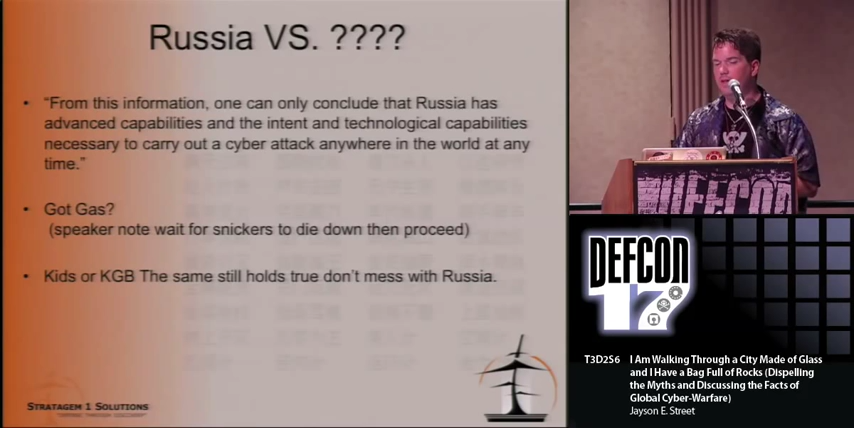 Russia VS. ????
• “From this information, one can only conclude that Russia has
advanced capabilities and the intent and technological capabilities
necessary to carry out a cyber attack anywhere in the world at any
time.”
• Got Gas?
(speaker note wait for snickers to die down then proceed)
• Kids or KGB The same still holds true don’t mess with Russia.
STRATAGEM 1 SOLUTIONS
DEFCON
DEFCON
17
T3D2S6
I Am Walking Through a City Made of Glass
and I Have a Bag Full of Rocks (Dispelling
the Myths and Discussing the Facts of
Global Cyber-Warfare)
Jayson E. Street